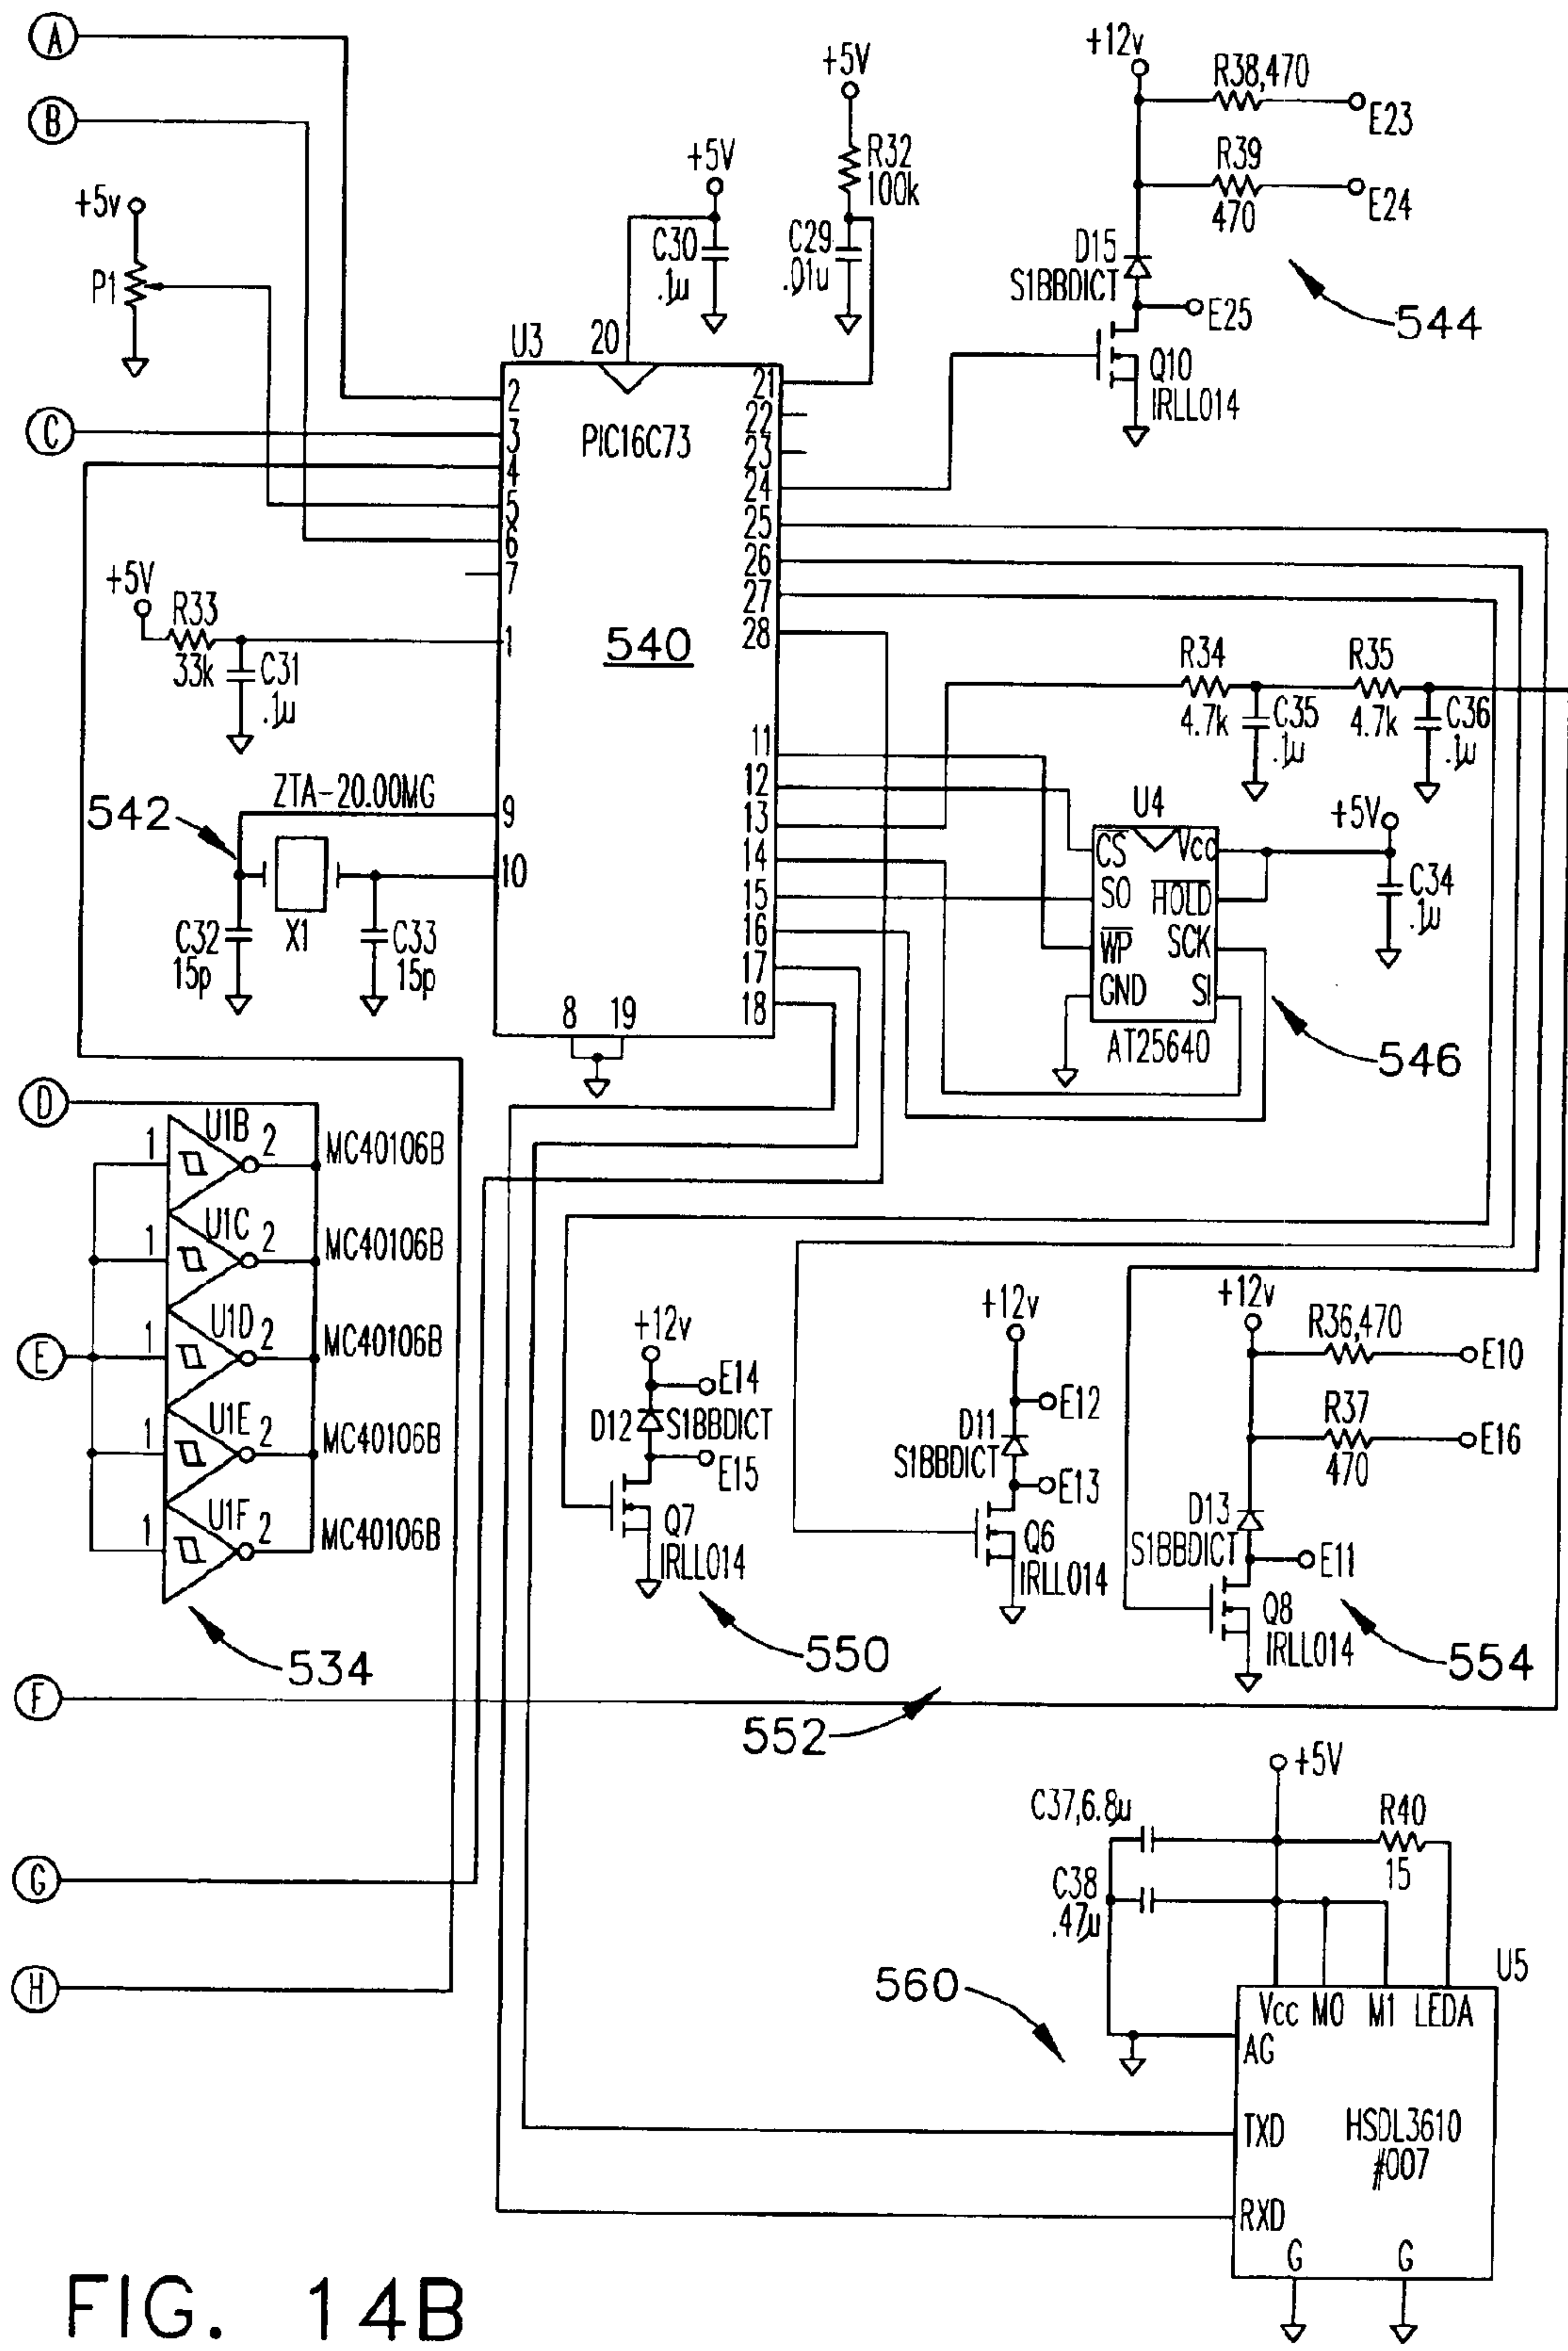 A
B
C
+5v
P1
+5V
C30
.1μ
+5V
R32
100k
C29
.01u
+12v
R38,470
E23
R39
470
E24
D15
S1BBDICT
E25
Q10
IRLL014
544
U3
20
2
3
4
5
6
7
1
9
10
8
19
PIC16C73
540
21
22
23
24
25
26
27
28
11
12
13
14
15
16
17
18
+5V
R33
33k
C31
.1μ
542
ZTA-20.00MG
C32
15p
X1
C33
15p
R34
4.7k
C35
.1μ
R35
4.7k
C36
.1μ
U4
CS
SO
WP
GND
Vcc
HOLD
SCK
SI
AT25640
+5V
C34
.1μ
546
D
E
1
U1B
2
MC40106B
1
U1C
2
MC40106B
1
U1D
2
MC40106B
1
U1E
2
MC40106B
1
U1F
2
MC40106B
534
+12v
E14
D12
S1BBDICT
E15
Q7
IRLL014
550
+12v
E12
D11
S1BBDICT
E13
Q6
IRLL014
552
+12v
R36,470
E10
R37
470
E16
D13
S1BBDICT
E11
Q8
IRLL014
554
F
G
H
+5V
C37,6.8μ
R40
15
C38
.47μ
560
U5
Vcc M0 M1 LEDA
AG
TXD
RXD
HSDL3610
#007
G
G
FIG. 14B